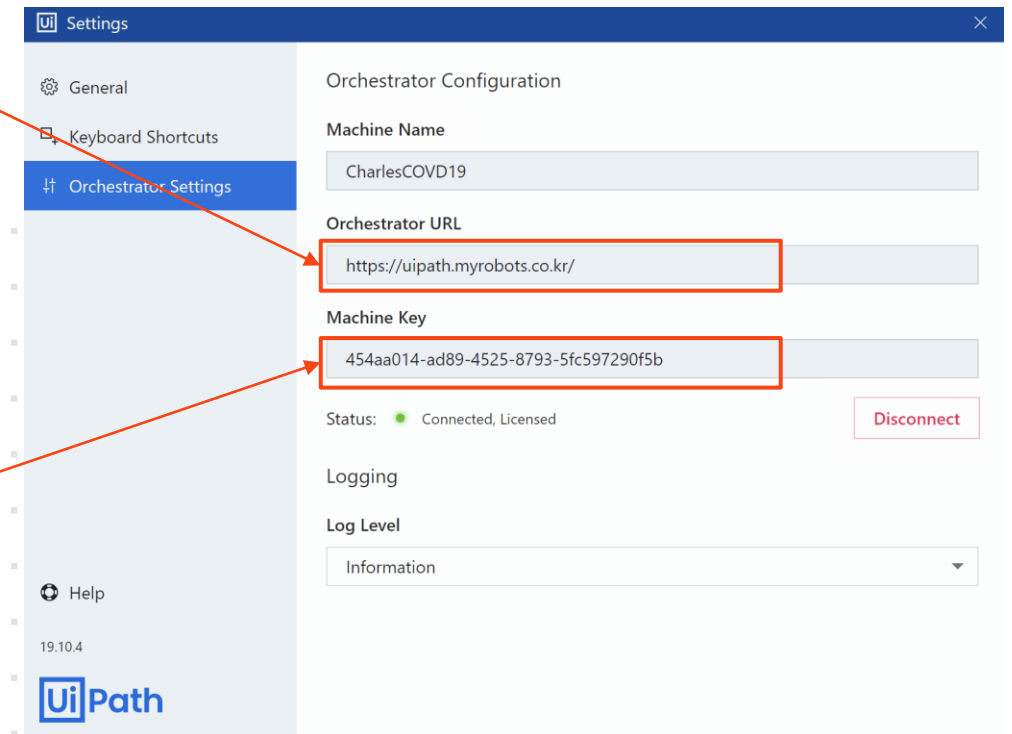 Ui Settings
General
Keyboard Shortcuts
Orchestrator Settings
Help
19.10.4
UiPath
Orchestrator Configuration
Machine Name
CharlesCOVD19
Orchestrator URL
https://uipath.myrobots.co.kr/
Machine Key
454aa014-ad89-4525-8793-5fc597290f5b
Status: Connected, Licensed
Disconnect
Logging
Log Level
Information